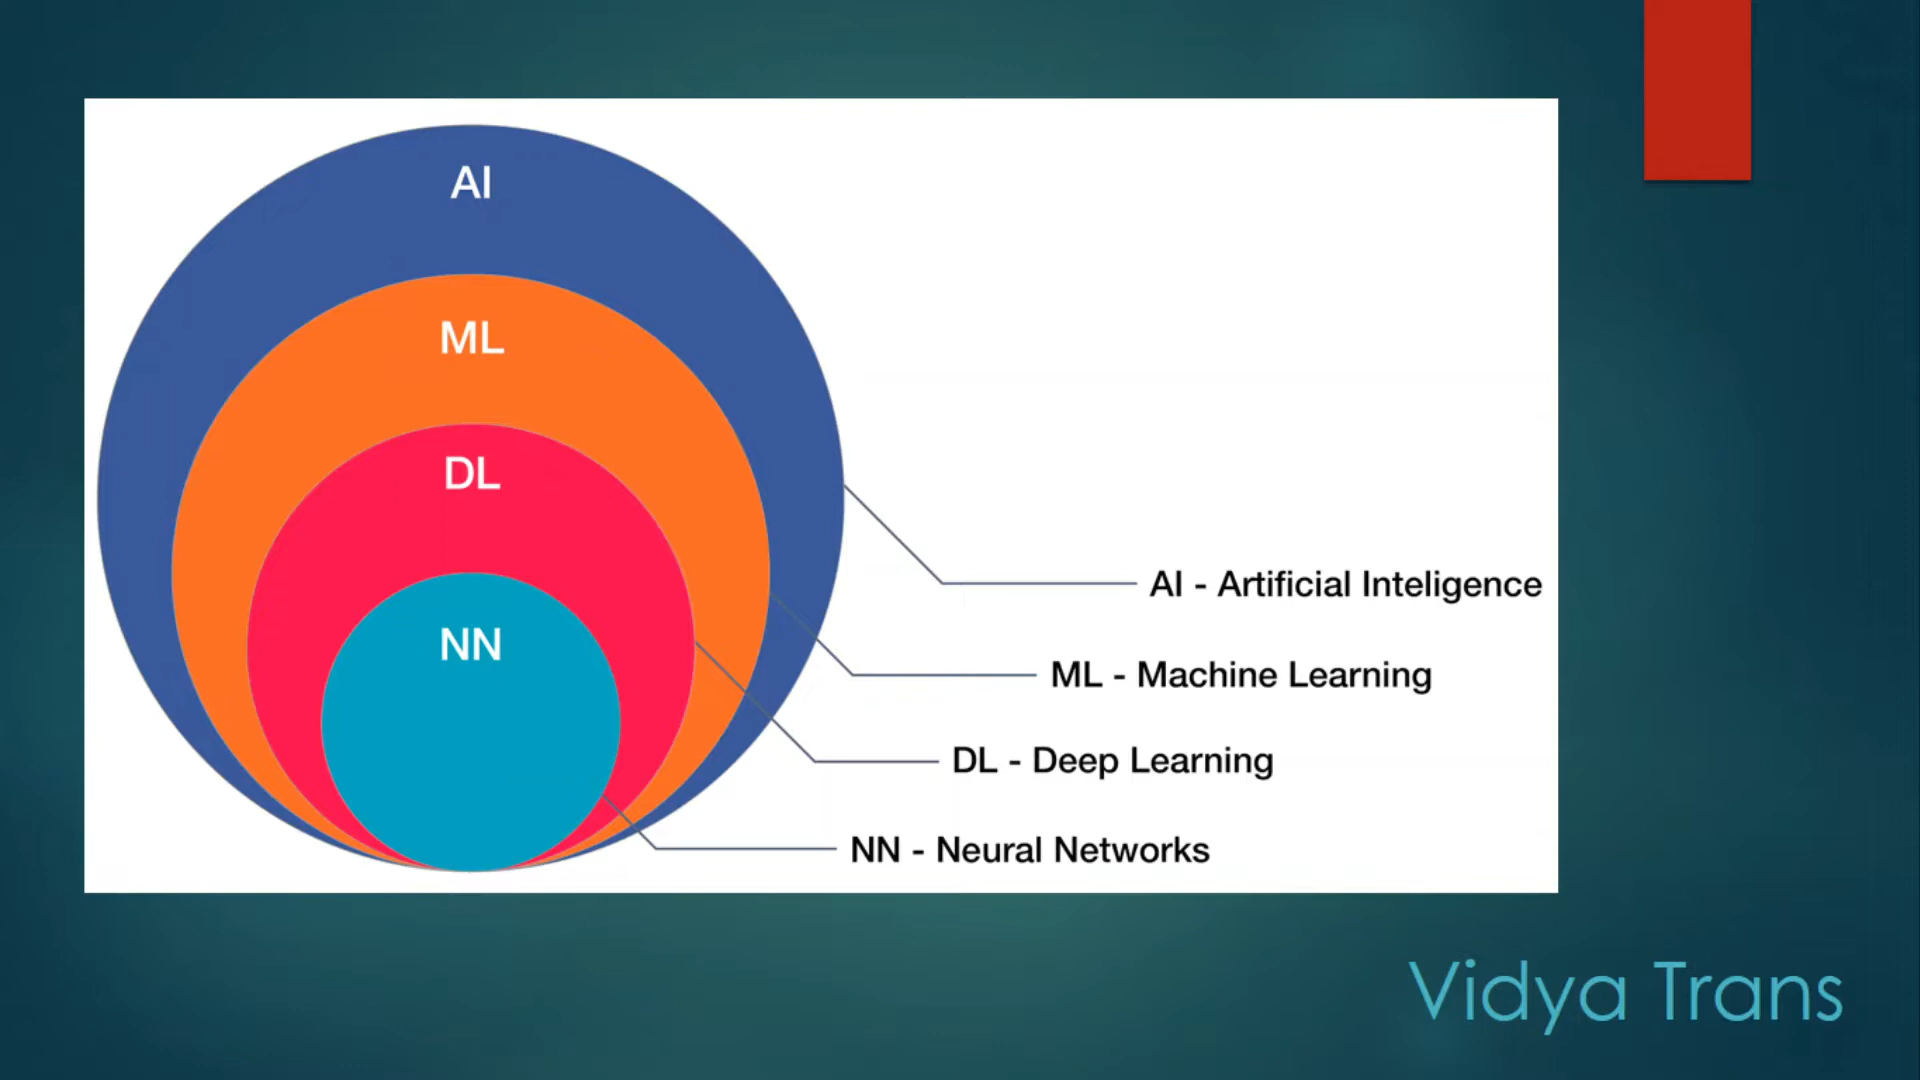 AI
ML
DL
NN
AI - Artificial Inteligence
ML - Machine Learning
DL - Deep Learning
NN - Neural Networks
Vidya Trans